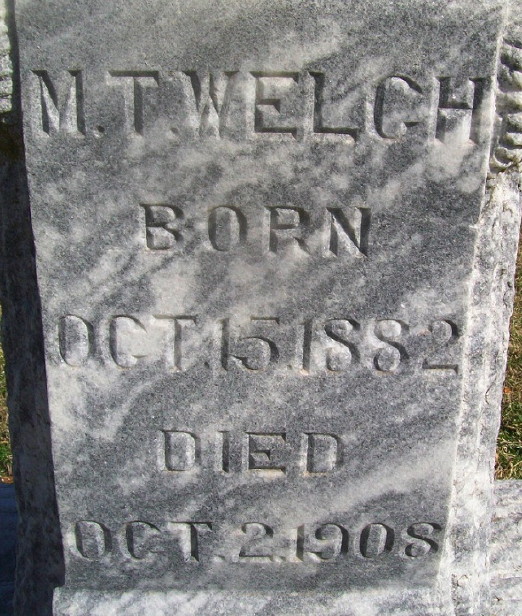 M.T.WELCH
BORN
OCT.15.1882
DIED
OCT.2.1908